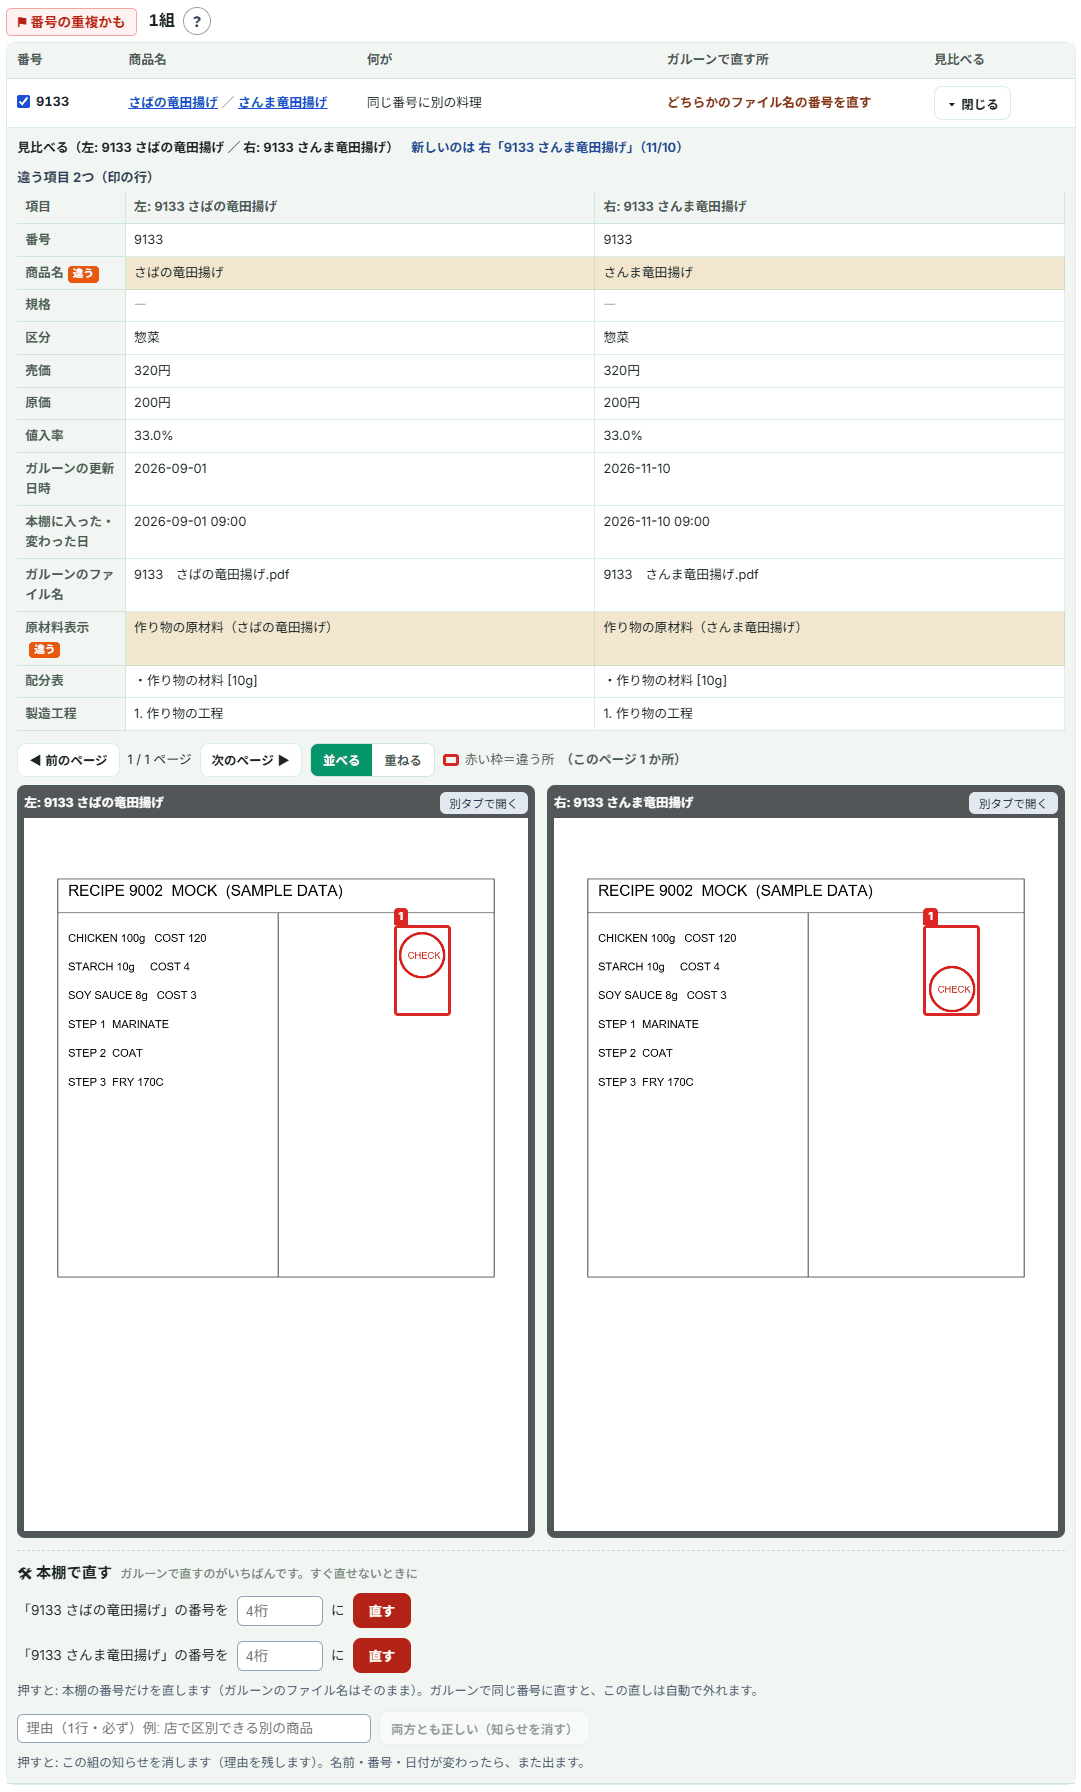 番号の重複かも 1組 ?
番号 商品名 何が ガルーンで直す所 見比べる
9133 さばの竜田揚げ ／ さんま竜田揚げ 同じ番号に別の料理 どちらかのファイル名の番号を直す 閉じる
見比べる（左: 9133 さばの竜田揚げ ／ 右: 9133 さんま竜田揚げ） 新しいのは 右「9133 さんま竜田揚げ」（11/10）
違う項目 2つ（印の行）
項目 左: 9133 さばの竜田揚げ 右: 9133 さんま竜田揚げ
番号 9133 9133
商品名 違う さばの竜田揚げ さんま竜田揚げ
規格 — —
区分 惣菜 惣菜
売価 320円 320円
原価 200円 200円
値入率 33.0% 33.0%
ガルーンの更新日時 2026-09-01 2026-11-10
本棚に入った・変わった日 2026-09-01 09:00 2026-11-10 09:00
ガルーンのファイル名 9133　さばの竜田揚げ.pdf 9133　さんま竜田揚げ.pdf
原材料表示 違う 作り物の原材料（さばの竜田揚げ） 作り物の原材料（さんま竜田揚げ）
配分表 ・作り物の材料 [10g] ・作り物の材料 [10g]
製造工程 1. 作り物の工程 1. 作り物の工程
◀ 前のページ 1 / 1 ページ 次のページ ▶ 並べる 重ねる 赤い枠＝違う所 （このページ 1 か所）
左: 9133 さばの竜田揚げ 別タブで開く
RECIPE 9002 MOCK (SAMPLE DATA)
1
CHICKEN 100g COST 120
CHECK
STARCH 10g COST 4
SOY SAUCE 8g COST 3
STEP 1 MARINATE
STEP 2 COAT
STEP 3 FRY 170C
右: 9133 さんま竜田揚げ 別タブで開く
RECIPE 9002 MOCK (SAMPLE DATA)
1
CHICKEN 100g COST 120
STARCH 10g COST 4
SOY SAUCE 8g COST 3
CHECK
STEP 1 MARINATE
STEP 2 COAT
STEP 3 FRY 170C
🛠 本棚で直す ガルーンで直すのがいちばんです。すぐ直せないときに
「9133 さばの竜田揚げ」の番号を 4桁 に 直す
「9133 さんま竜田揚げ」の番号を 4桁 に 直す
押すと: 本棚の番号だけを直します（ガルーンのファイル名はそのまま）。ガルーンで同じ番号に直すと、この直しは自動で外れます。
理由（1行・必ず）例: 店で区別できる別の商品 両方とも正しい（知らせを消す）
押すと: この組の知らせを消します（理由を残します）。名前・番号・日付が変わったら、また出ます。